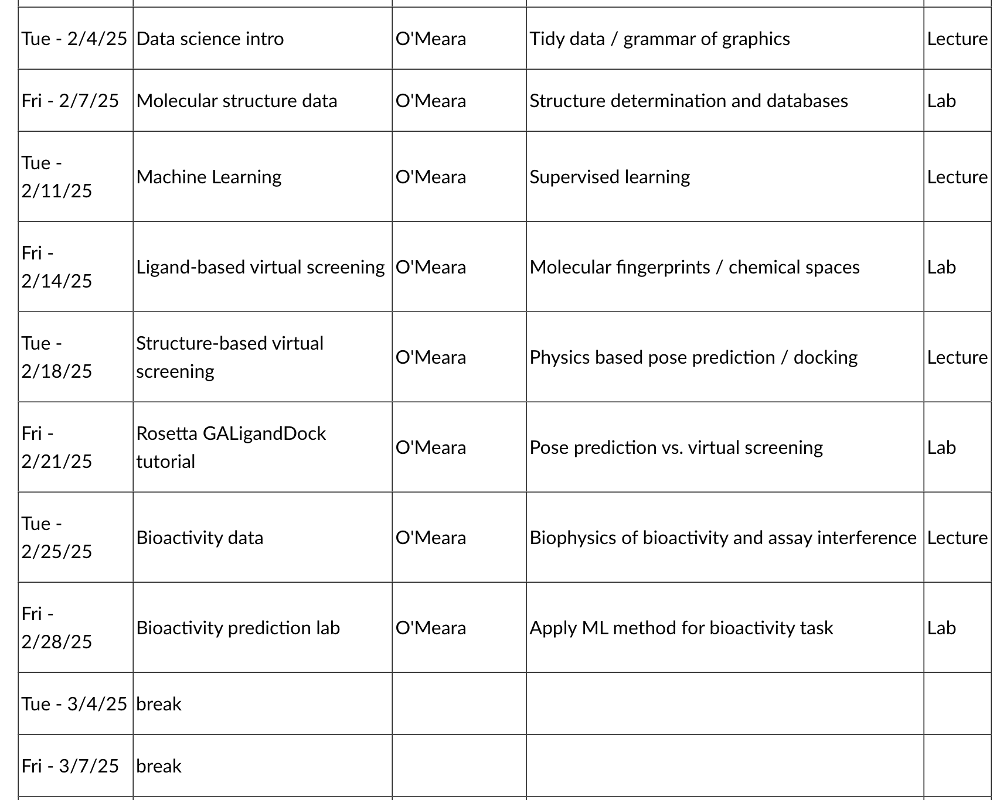 Tue - 2/4/25 Data science intro O'Meara Tidy data / grammar of graphics Lecture
Fri - 2/7/25 Molecular structure data O'Meara Structure determination and databases Lab
Tue -
2/11/25 Machine Learning O'Meara Supervised learning Lecture
Fri -
2/14/25 Ligand-based virtual screening O'Meara Molecular fingerprints / chemical spaces Lab
Tue -
2/18/25 Structure-based virtual
screening O'Meara Physics based pose prediction / docking Lecture
Fri -
2/21/25 Rosetta GALigandDock
tutorial O'Meara Pose prediction vs. virtual screening Lab
Tue -
2/25/25 Bioactivity data O'Meara Biophysics of bioactivity and assay interference Lecture
Fri -
2/28/25 Bioactivity prediction lab O'Meara Apply ML method for bioactivity task Lab
Tue - 3/4/25 break
Fri - 3/7/25 break